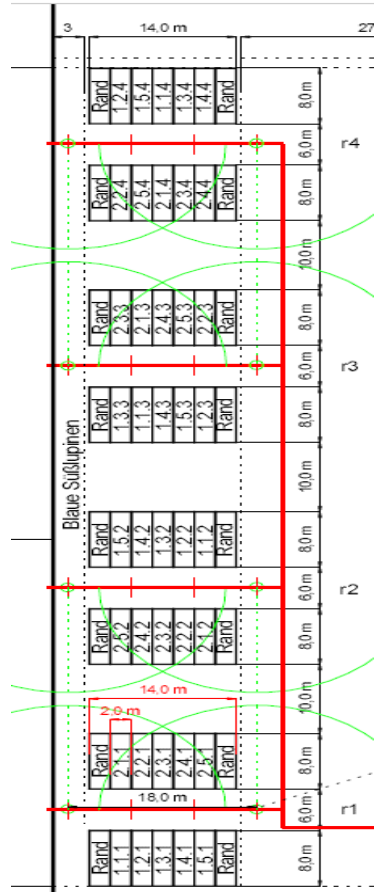 3 14,0 m 27
Rand 1.2.4 1.5.4 1.1.4 1.3.4 1.4.4 Rand 8,0 m
6,0 m r4
Rand 2.2.4 2.5.4 2.1.4 2.3.4 2.4.4 Rand 8,0 m
10,0 m
Rand 2.3.3 2.1.3 2.4.3 2.5.3 2.2.3 Rand 8,0 m
6,0 m r3
Rand 1.3.3 1.1.3 1.4.3 1.5.3 1.2.3 Rand 8,0 m
Blaue Süßlupinen
10,0 m
Rand 1.5.2 1.4.2 1.3.2 1.2.2 1.1.2 Rand 8,0 m
6,0 m r2
Rand 2.5.2 2.4.2 2.3.2 2.2.2 Rand 8,0 m
10,0 m
14,0 m
2,0 m
Rand 2.1.1 2.2.1 2.3.1 2.4. 2.5. Rand 8,0 m
18,0 m
6,0 m r1
Rand 1.1.1 1.2.1 1.3.1 1.4.1 1.5.1 Rand 8,0 m